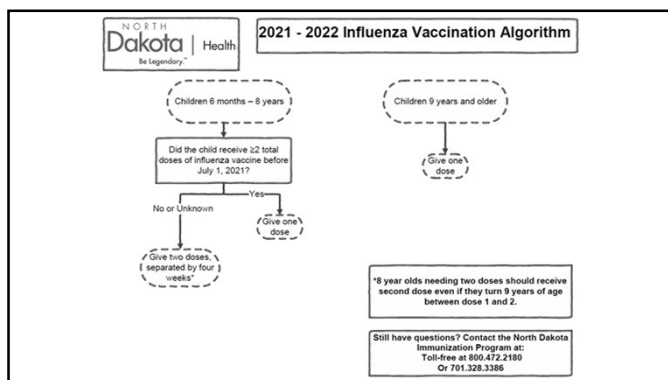 NORTH
Dakota | Health
Be Legendary.™
2021 - 2022 Influenza Vaccination Algorithm
Children 6 months – 8 years
Children 9 years and older
Did the child receive ≥2 total
doses of influenza vaccine before
July 1, 2021?
Give one
dose
Yes
No or Unknown
Give one
dose
Give two doses,
separated by four
weeks*
*8 year olds needing two doses should receive
second dose even if they turn 9 years of age
between dose 1 and 2.
Still have questions? Contact the North Dakota
Immunization Program at:
Toll-free at 800.472.2180
Or 701.328.3386